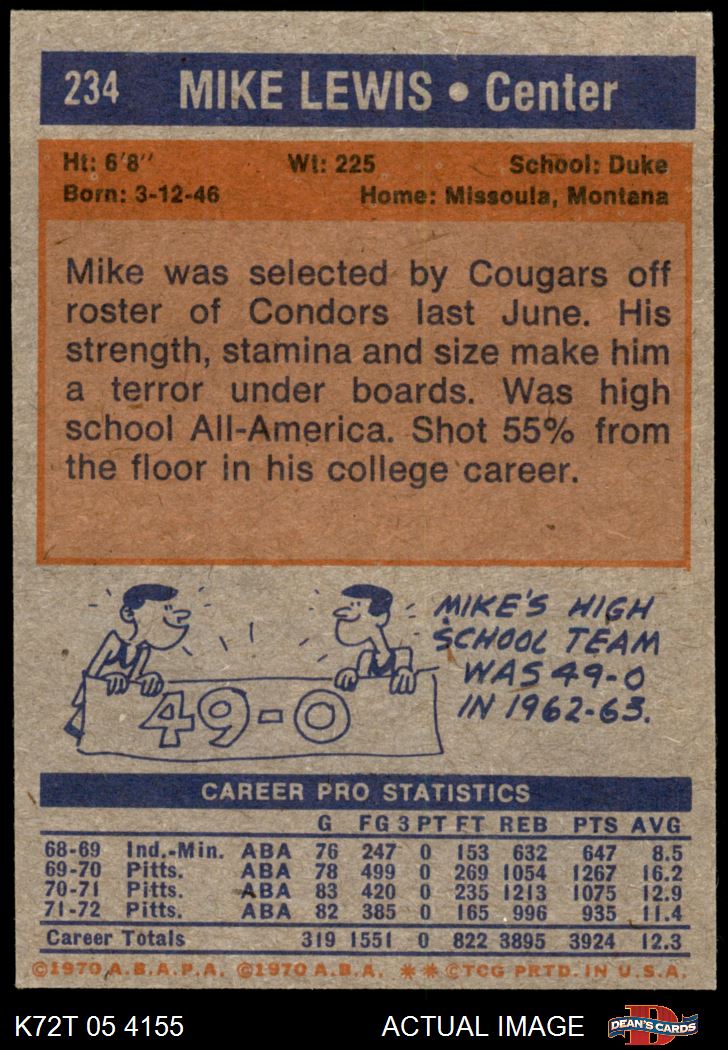 234 MIKE LEWIS • Center
Ht: 6'8" Wt: 225 School: Duke
Born: 3-12-46 Home: Missoula, Montana
Mike was selected by Cougars off
roster of Condors last June. His
strength, stamina and size make him
a terror under boards. Was high
school All-America. Shot 55% from
the floor in his college career.
MIKE'S HIGH
SCHOOL TEAM
WAS 49-0
IN 1962-63.
49-0
CAREER PRO STATISTICS
G FG 3 PT FT REB PTS AVG
68-69 Ind.-Min. ABA 76 247 0 153 632 647 8.5
69-70 Pitts. ABA 78 499 0 269 1054 1267 16.2
70-71 Pitts. ABA 83 420 0 235 1213 1075 12.9
71-72 Pitts. ABA 82 385 0 165 996 935 11.4
Career Totals 319 1551 0 822 3895 3924 12.3
©1970 A.B.A.P.A. ©1970 A.B.A. ** ©TCG PRTD. IN U.S.A.
K72T 05 4155 ACTUAL IMAGE D DEAN'S CARDS